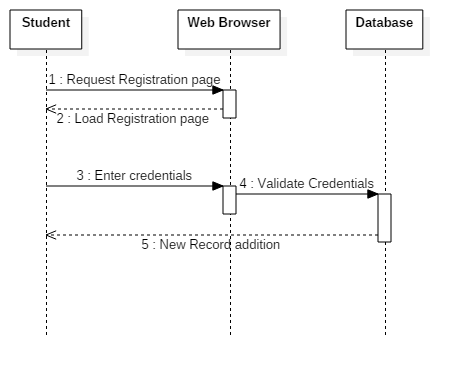 Student
Web Browser
Database
1 : Request Registration page
2 : Load Registration page
3 : Enter credentials
4 : Validate Credentials
5 : New Record addition